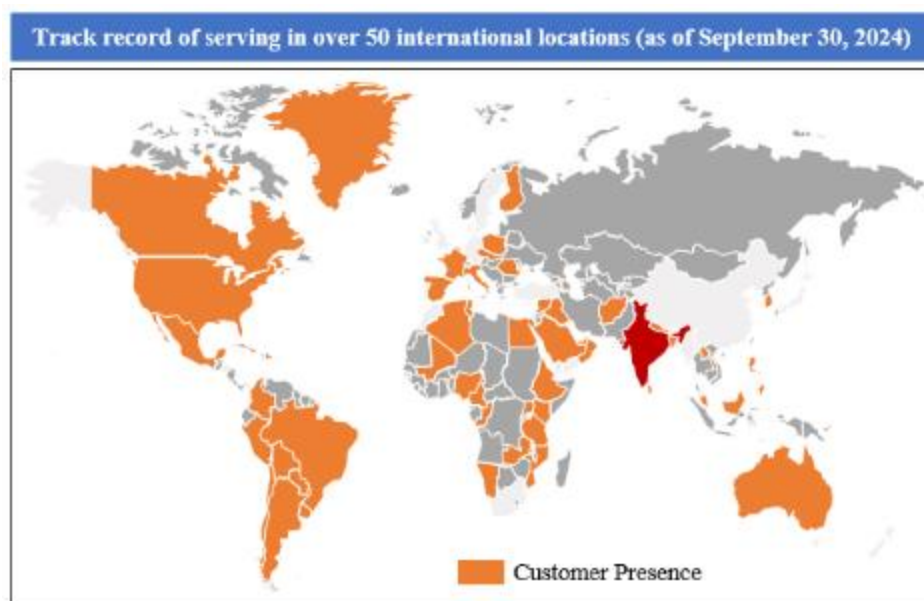 Track record of serving in over 50 international locations (as of September 30, 2024)
Customer Presence